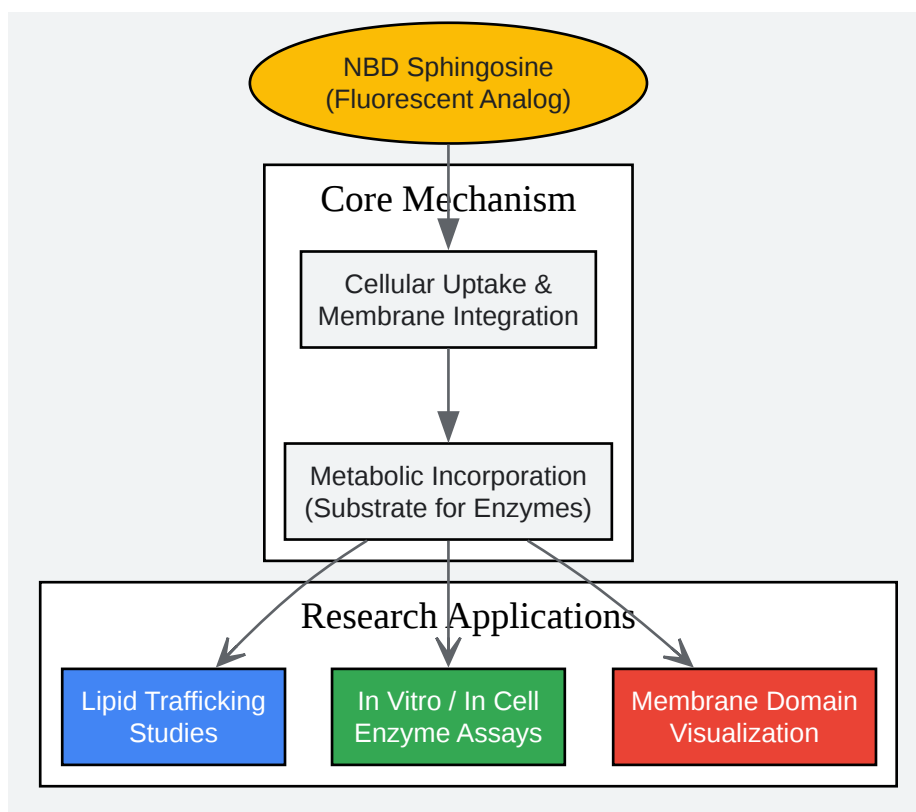 NBD Sphingosine
(Fluorescent Analog)
Core Mechanism
Cellular Uptake &
Membrane Integration
Metabolic Incorporation
(Substrate for Enzymes)
Research Applications
Lipid Trafficking
Studies
In Vitro / In Cell
Enzyme Assays
Membrane Domain
Visualization